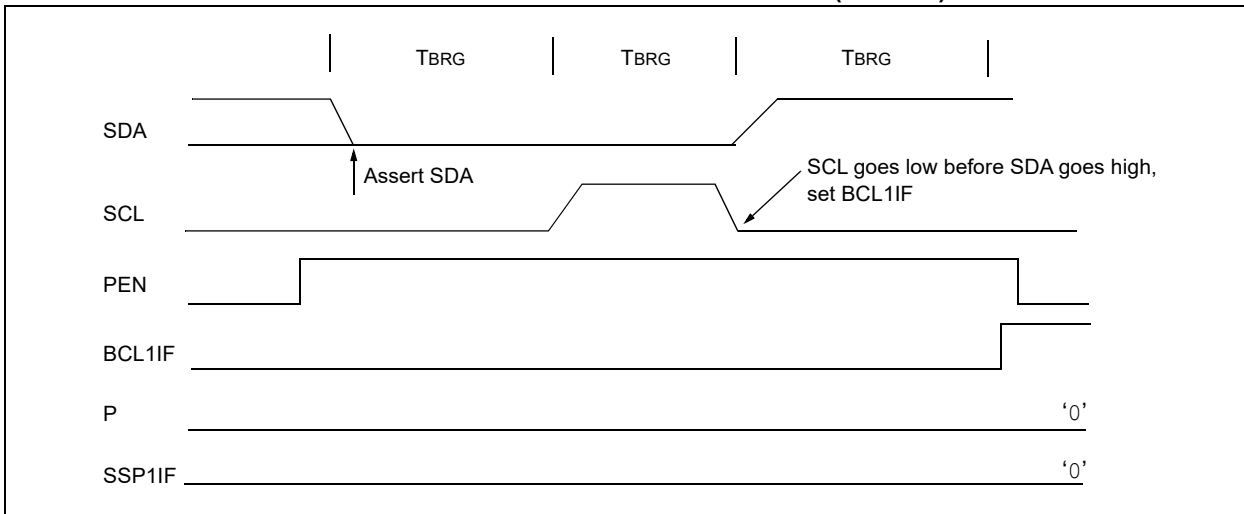 TBRG TBRG TBRG
SDA
Assert SDA
SCL goes low before SDA goes high,
set BCL1IF
SCL
PEN
BCL1IF
P
‘0’
SSP1IF
‘0’